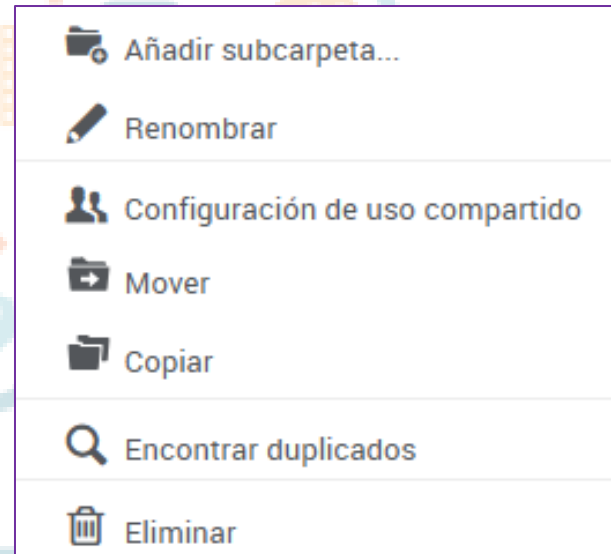 Añadir subcarpeta...
Renombrar
Configuración de uso compartido
Mover
Copiar
Encontrar duplicados
Eliminar